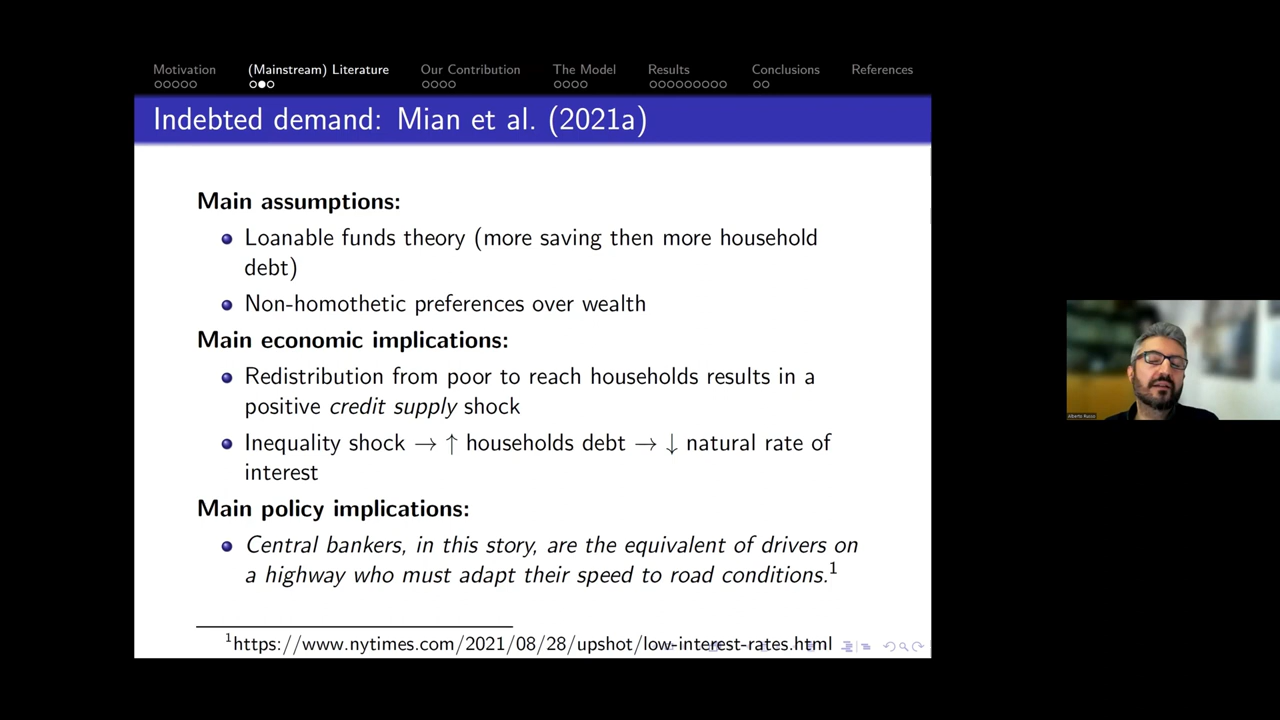 Motivation (Mainstream) Literature Our Contribution The Model Results Conclusions References
Indebted demand: Mian et al. (2021a)
Main assumptions:
Loanable funds theory (more saving then more household
debt)
Non-homothetic preferences over wealth
Main economic implications:
Redistribution from poor to reach households results in a
positive credit supply shock
Inequality shock → ↑ households debt → ↓ natural rate of
interest
Main policy implications:
Central bankers, in this story, are the equivalent of drivers on
a highway who must adapt their speed to road conditions.¹
¹https://www.nytimes.com/2021/08/28/upshot/low-interest-rates.html
Alberto Russo